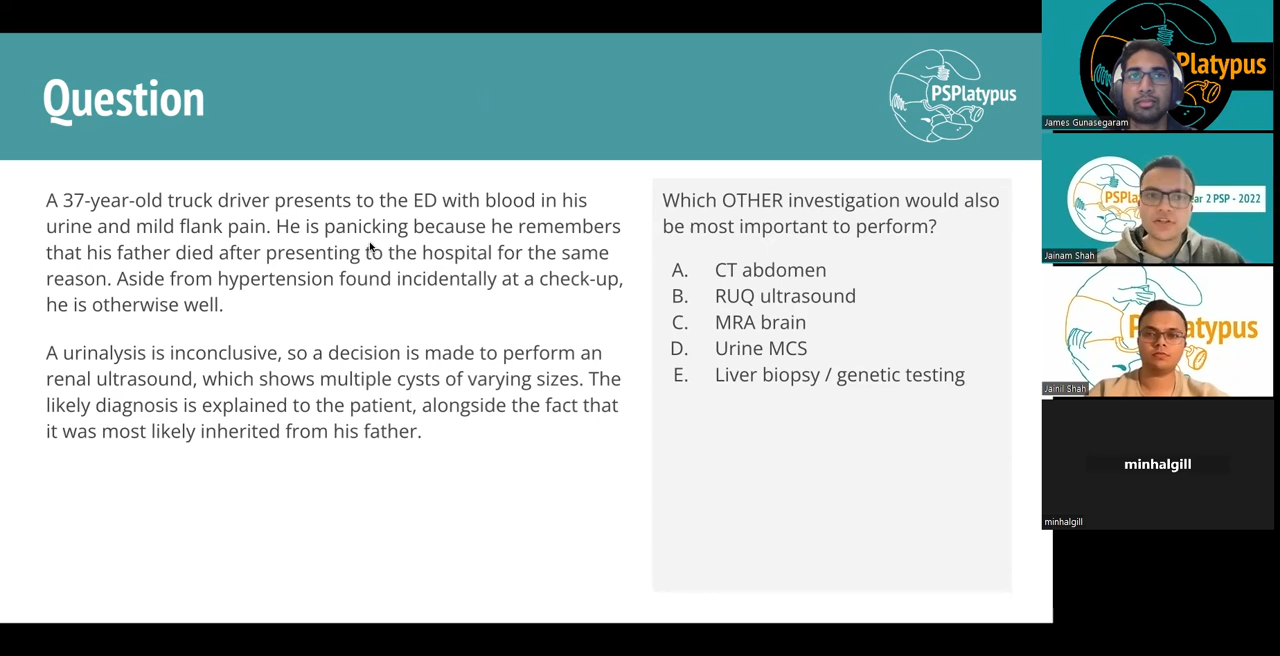 Question
PSPlatypus
A 37-year-old truck driver presents to the ED with blood in his
urine and mild flank pain. He is panicking because he remembers
that his father died after presenting to the hospital for the same
reason. Aside from hypertension found incidentally at a check-up,
he is otherwise well.
A urinalysis is inconclusive, so a decision is made to perform an
renal ultrasound, which shows multiple cysts of varying sizes. The
likely diagnosis is explained to the patient, alongside the fact that
it was most likely inherited from his father.
Which OTHER investigation would also
be most important to perform?
A. CT abdomen
B. RUQ ultrasound
C. MRA brain
D. Urine MCS
E. Liver biopsy / genetic testing
Platypus
James Gunasegaram
PSPla
ar 2 PSP - 2022
Jainam Shah
P
atypus
Jainil Shah
minhalgill
minhalgill